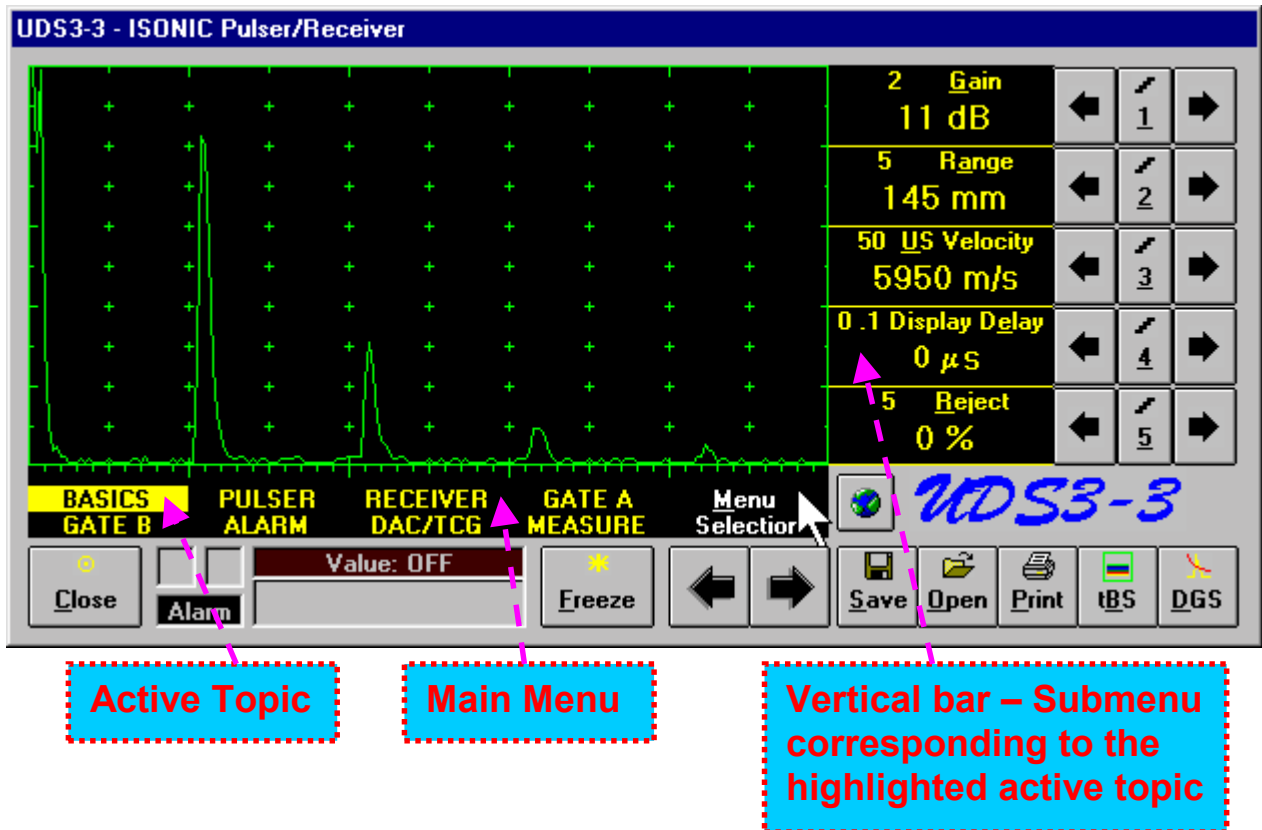 UDS3-3 - ISONIC Pulser/Receiver
2 Gain
11 dB
1
5 Range
145 mm
2
50 US Velocity
5950 m/s
3
0 .1 Display Delay
0 µs
4
5 Reject
0 %
5
BASICS PULSER RECEIVER GATE A Menu
GATE B ALARM DAC/TCG MEASURE Selection
UDS3-3
Close
Alarm
Value: OFF
Freeze
Save
Open
Print
tBS
DGS
Active Topic
Main Menu
Vertical bar – Submenu
corresponding to the
highlighted active topic